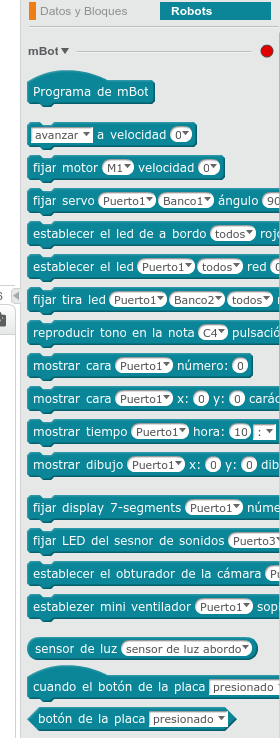 Datos y Bloques Robots
mBot
Programa de mBot
avanzar a velocidad 0
fijar motor M1 velocidad 0
fijar servo Puerto1 Banco1 ángulo 90
establecer el led de a bordo todos rojo
establecer el led Puerto1 todos red 0
fijar tira led Puerto1 Banco2 todos
reproducir tono en la nota C4 pulsació
mostrar cara Puerto1 número: 0
mostrar cara Puerto1 x: 0 y: 0 carác
mostrar tiempo Puerto1 hora: 10 :
mostrar dibujo Puerto1 x: 0 y: 0 dib
fijar display 7-segments Puerto1 núme
fijar LED del sesnor de sonidos Puerto3
establecer el obturador de la cámara Pu
establezer mini ventilador Puerto1 sop
sensor de luz sensor de luz abordo
cuando el botón de la placa presionado
botón de la placa presionado